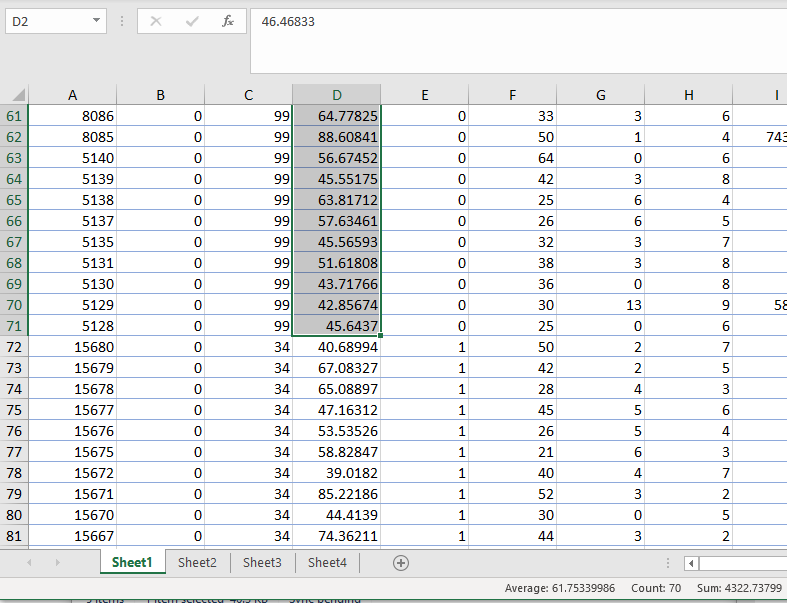 D2 fx 46.46833
A B C D E F G H I
61 8086 0 99 64.77825 0 33 3 6
62 8085 0 99 88.60841 0 50 1 4 743
63 5140 0 99 56.67452 0 64 0 6
64 5139 0 99 45.55175 0 42 3 8
65 5138 0 99 63.81712 0 25 6 4
66 5137 0 99 57.63461 0 26 6 5
67 5135 0 99 45.56593 0 32 3 7
68 5131 0 99 51.61808 0 38 3 8
69 5130 0 99 43.71766 0 36 0 8
70 5129 0 99 42.85674 0 30 13 9 58
71 5128 0 99 45.6437 0 25 0 6
72 15680 0 34 40.68994 1 50 2 7
73 15679 0 34 67.08327 1 42 2 5
74 15678 0 34 65.08897 1 28 4 3
75 15677 0 34 47.16312 1 45 5 6
76 15676 0 34 53.53526 1 26 5 4
77 15675 0 34 58.82847 1 21 6 3
78 15672 0 34 39.0182 1 40 4 7
79 15671 0 34 85.22186 1 52 3 2
80 15670 0 34 44.4139 1 30 0 5
81 15667 0 34 74.36211 1 44 3 2
Sheet1 Sheet2 Sheet3 Sheet4
Average: 61.75339986 Count: 70 Sum: 4322.73799